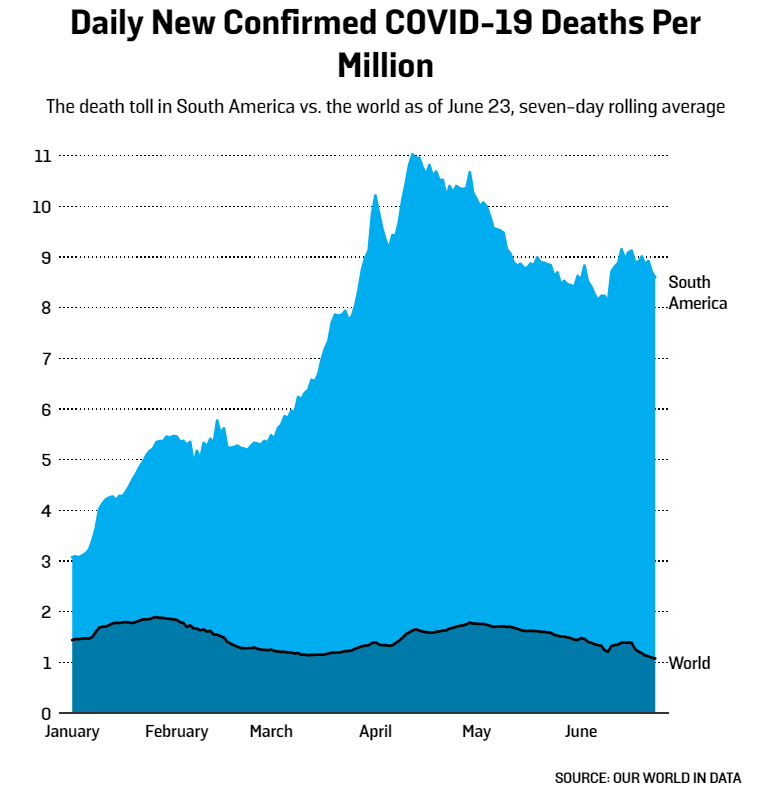 Daily New Confirmed COVID-19 Deaths Per
Million
The death toll in South America vs. the world as of June 23, seven-day rolling average
11
10
9
8
7
6
5
4
3
2
1
0
South
America
World
January February March April May June
SOURCE: OUR WORLD IN DATA